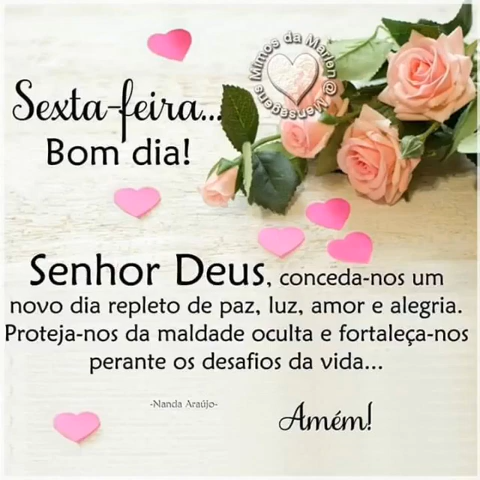 Mimos da Marlen @Mensagens
Sexta-feira...
Bom dia!
Senhor Deus, conceda-nos um
novo dia repleto de paz, luz, amor e alegria.
Proteja-nos da maldade oculta e fortaleça-nos
perante os desafios da vida...
-Nanda Araújo-
Amém!